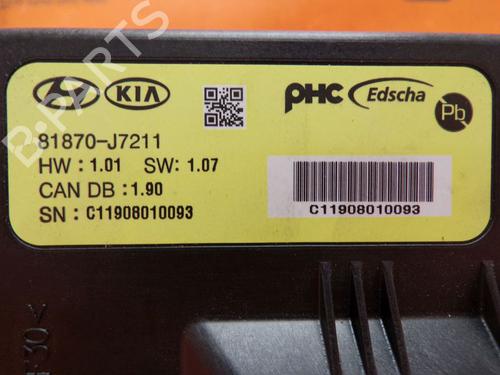 B-PARTS
KIA
PHC Edscha
Pb
81870-J7211
HW : 1.01 SW: 1.07
CAN DB : 1.90
SN : C11908010093
C11908010093